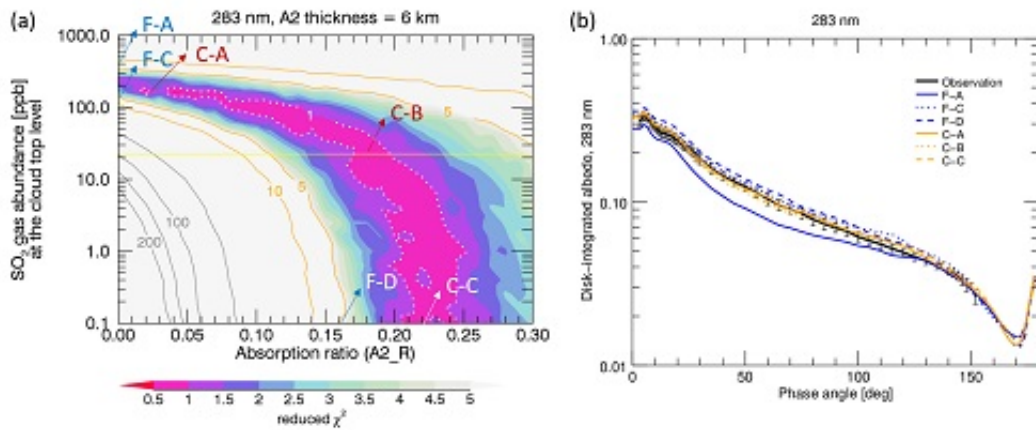 (a)
283 nm, A2 thickness = 6 km
F-A
F-C
C-A
C-B
F-D
C-C
1
5
5
10
100
200
1000.0
100.0
10.0
1.0
0.1
SO2 gas abundance [ppb]
at the cloud top level
0.00 0.05 0.10 0.15 0.20 0.25 0.30
Absorption ratio (A2_R)
0.5 1 1.5 2 2.5 3 3.5 4 4.5 5
reduced χ²
(b)
283 nm
1.00
0.10
0.01
Disk-integrated albedo, 283 nm
Observation
F-A
F-C
F-D
C-A
C-B
C-C
0 50 100 150
Phase angle [deg]